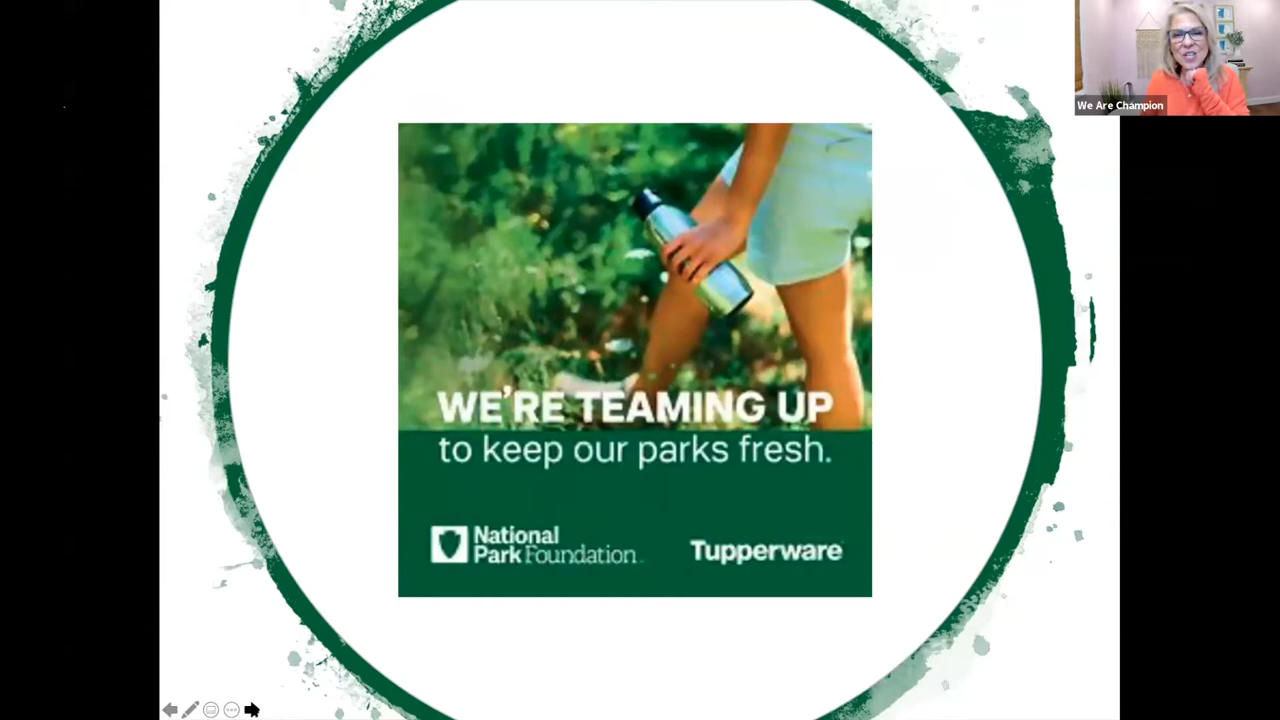 We Are Champion
WE'RE TEAMING UP
to keep our parks fresh.
National
Park Foundation
Tupperware